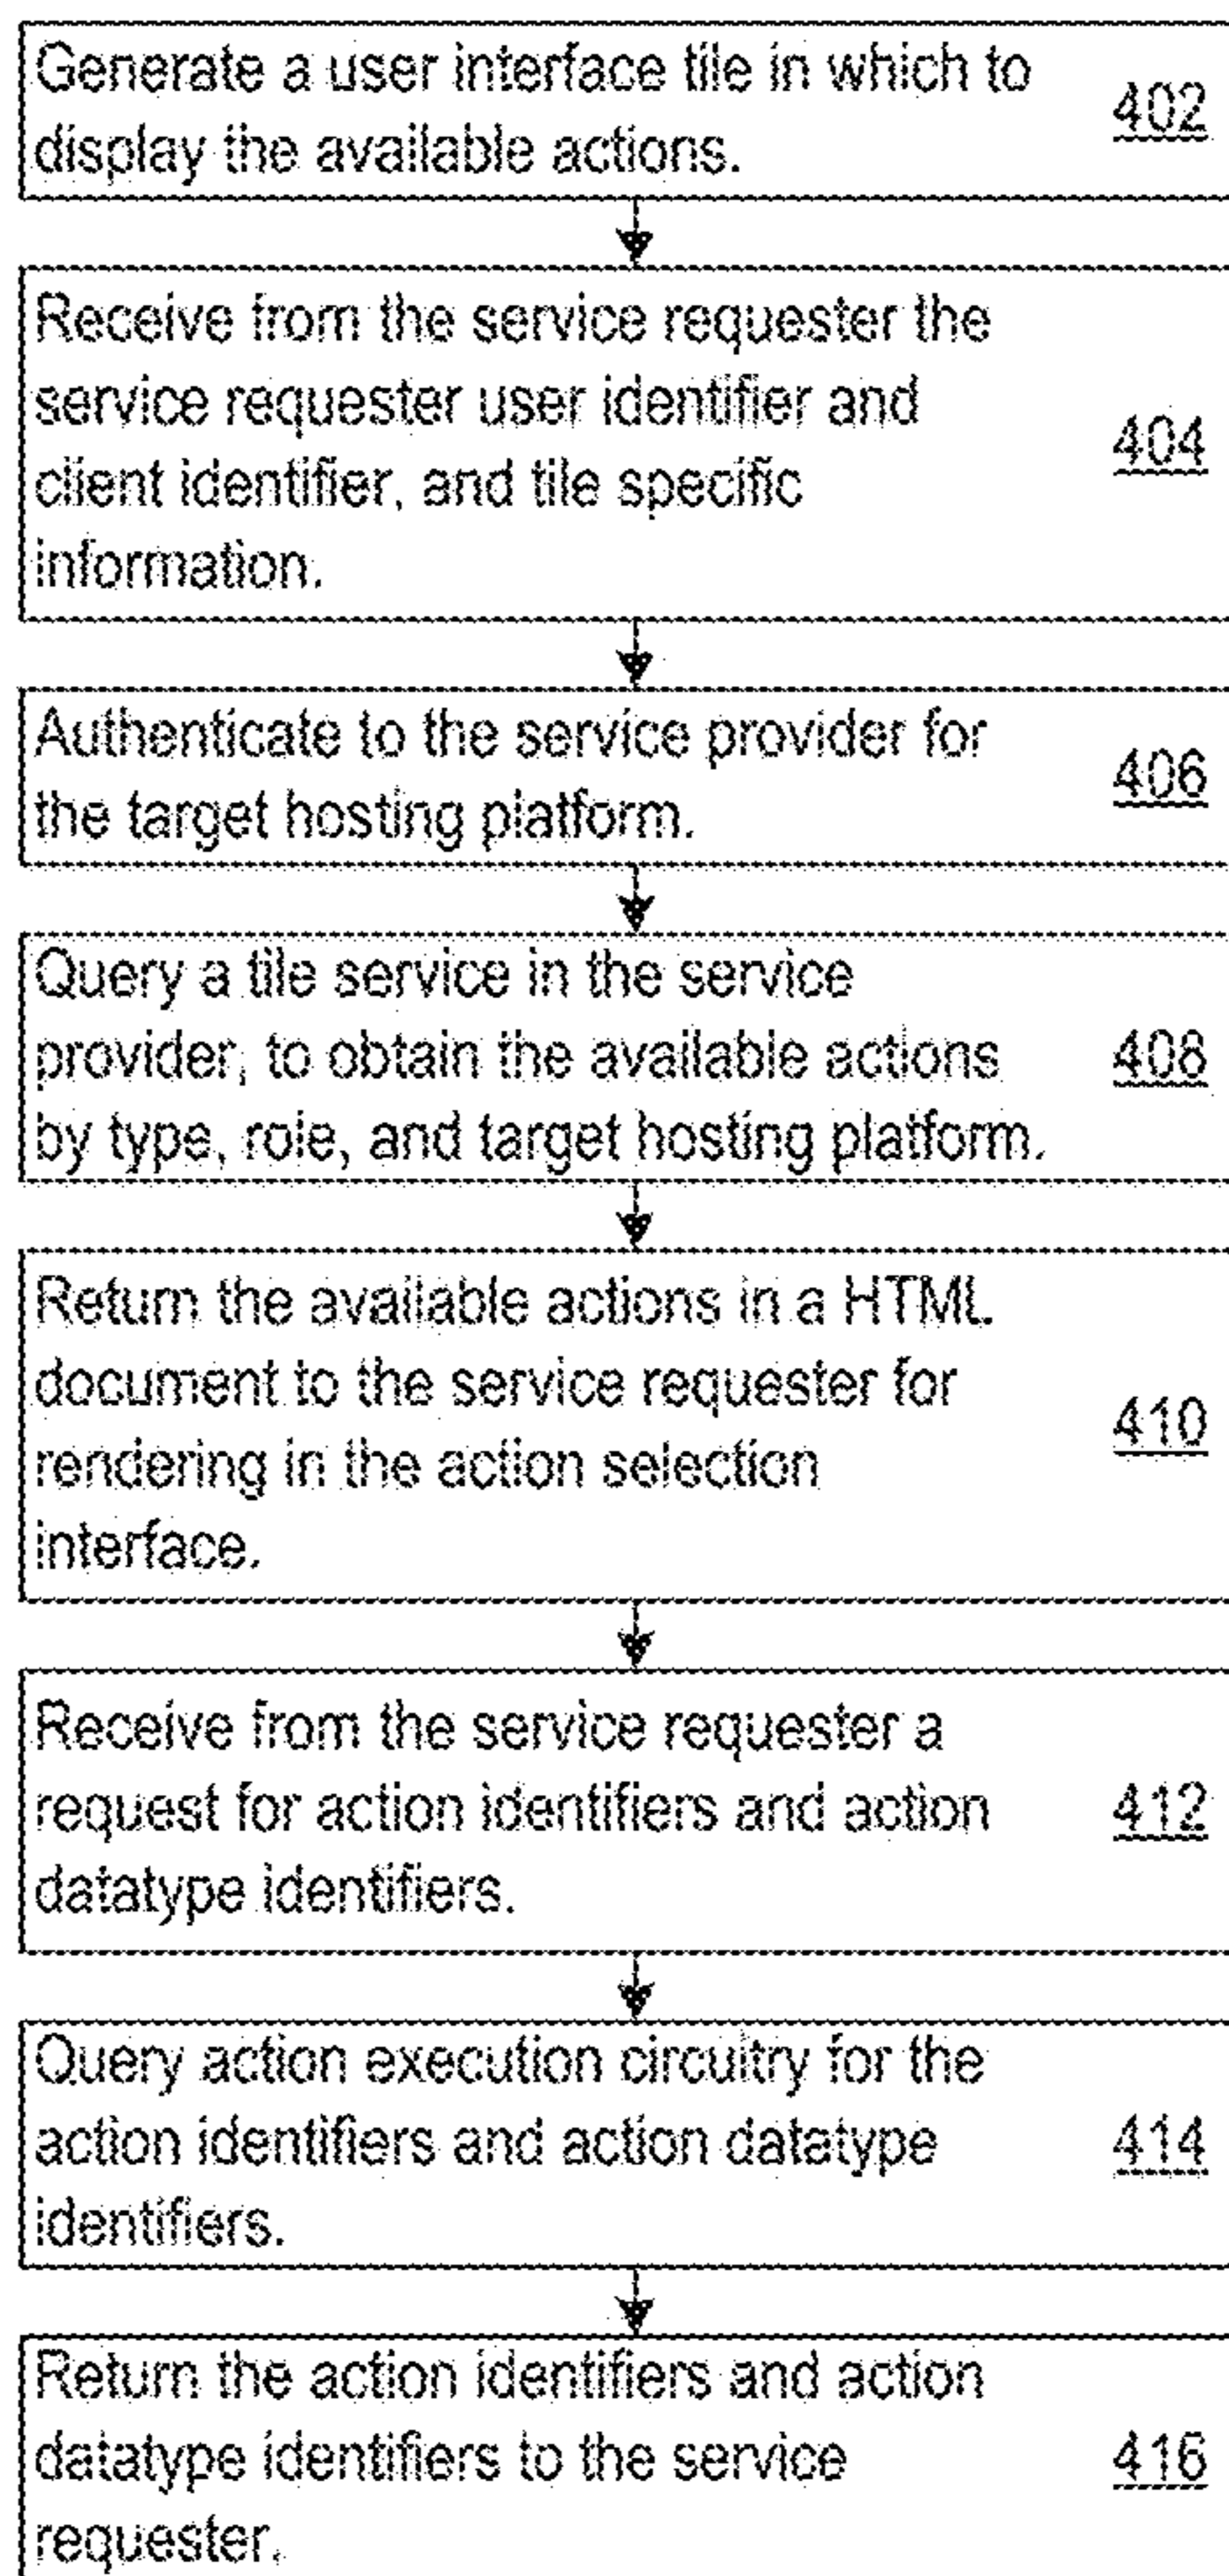 Generate a user interface tile in which to
display the available actions.
402
Receive from the service requester the
service requester user identifier and
client identifier, and tile specific
information.
404
Authenticate to the service provider for
the target hosting platform.
406
Query a tile service in the service
provider, to obtain the available actions
by type, role, and target hosting platform.
408
Return the available actions in a HTML
document to the service requester for
rendering in the action selection
interface.
410
Receive from the service requester a
request for action identifiers and action
datatype identifiers.
412
Query action execution circuitry for the
action identifiers and action datatype
identifiers.
414
Return the action identifiers and action
datatype identifiers to the service
requester.
416